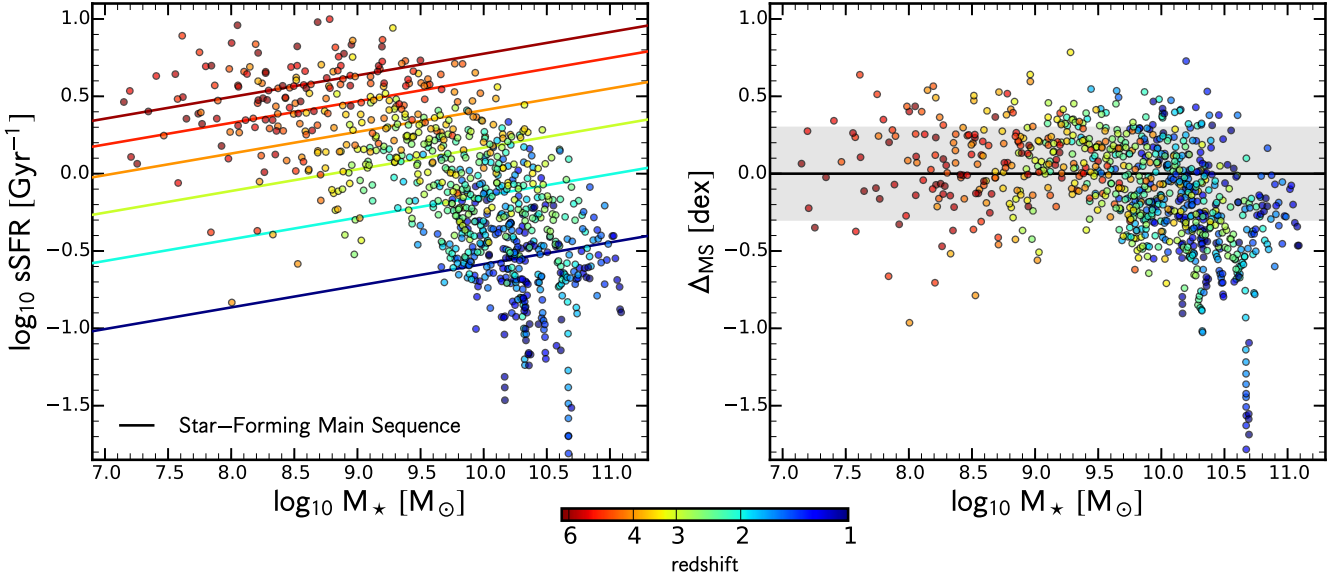 1.0
0.5
0.0
−0.5
−1.0
−1.5
log₁₀ sSFR [Gyr⁻¹]
Star−Forming Main Sequence
7.0 7.5 8.0 8.5 9.0 9.5 10.0 10.5 11.0
log₁₀ M⋆ [M⊙]
1.0
0.5
0.0
−0.5
−1.0
−1.5
Δ_MS [dex]
7.0 7.5 8.0 8.5 9.0 9.5 10.0 10.5 11.0
log₁₀ M⋆ [M⊙]
6 4 3 2 1
redshift